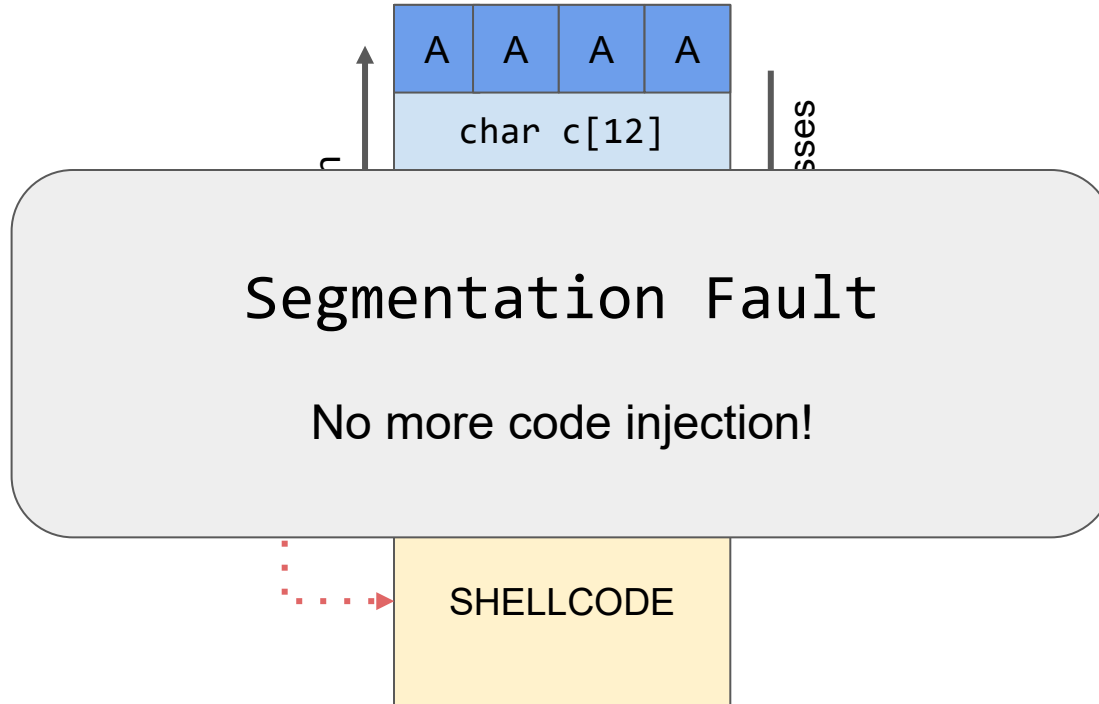 A A A A
char c[12]
Segmentation Fault
No more code injection!
SHELLCODE